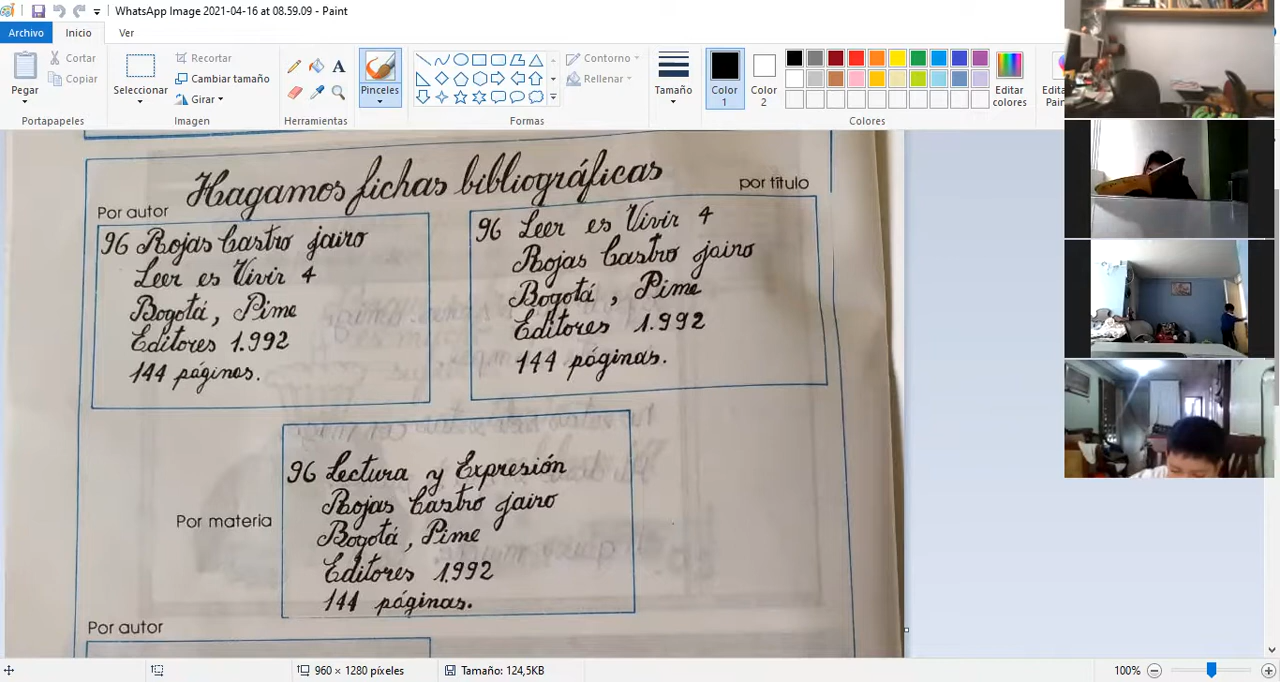 WhatsApp Image 2021-04-16 at 08.59.09 - Paint
Archivo
Inicio
Ver
Pegar
Cortar
Copiar
Portapapeles
Seleccionar
Recortar
Cambiar tamaño
Girar
Imagen
A
Herramientas
Pinceles
Contorno
Rellenar
Formas
Tamaño
Color 1
Color 2
Editar colores
Colores
Hagamos fichas bibliográficas
Por autor
96 Rojas Castro jairo
Leer es Vivir 4
Bogotá, Pime
Editores 1.992
144 páginas.
por título
96 Leer es Vivir 4
Rojas Castro jairo
Bogotá, Pime
Editores 1.992
144 páginas.
Por materia
96 Lectura y Expresión
Rojas Castro jairo
Bogotá, Pime
Editores 1.992
144 páginas.
Por autor
960 × 1280 píxeles
Tamaño: 124,5KB
100%